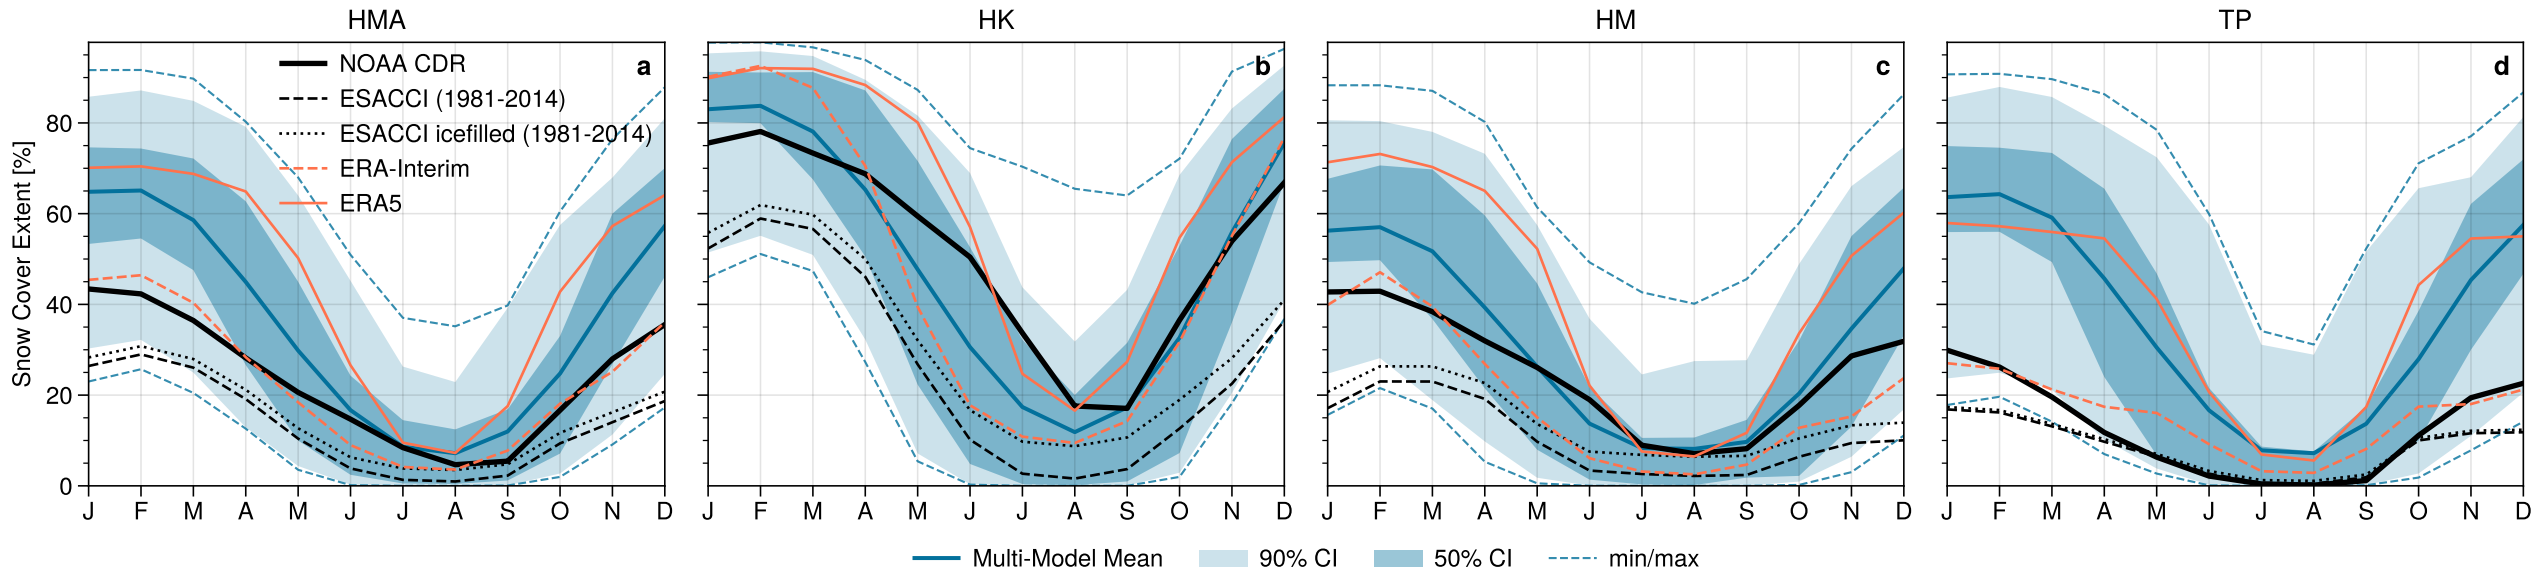 HMA HK HM TP
a b c d
NOAA CDR
ESACCI (1981-2014)
ESACCI icefilled (1981-2014)
ERA-Interim
ERA5
Snow Cover Extent [%]
80
60
40
20
0
J F M A M J J A S O N D J F M A M J J A S O N D J F M A M J J A S O N D J F M A M J J A S O N D
Multi-Model Mean 90% CI 50% CI min/max